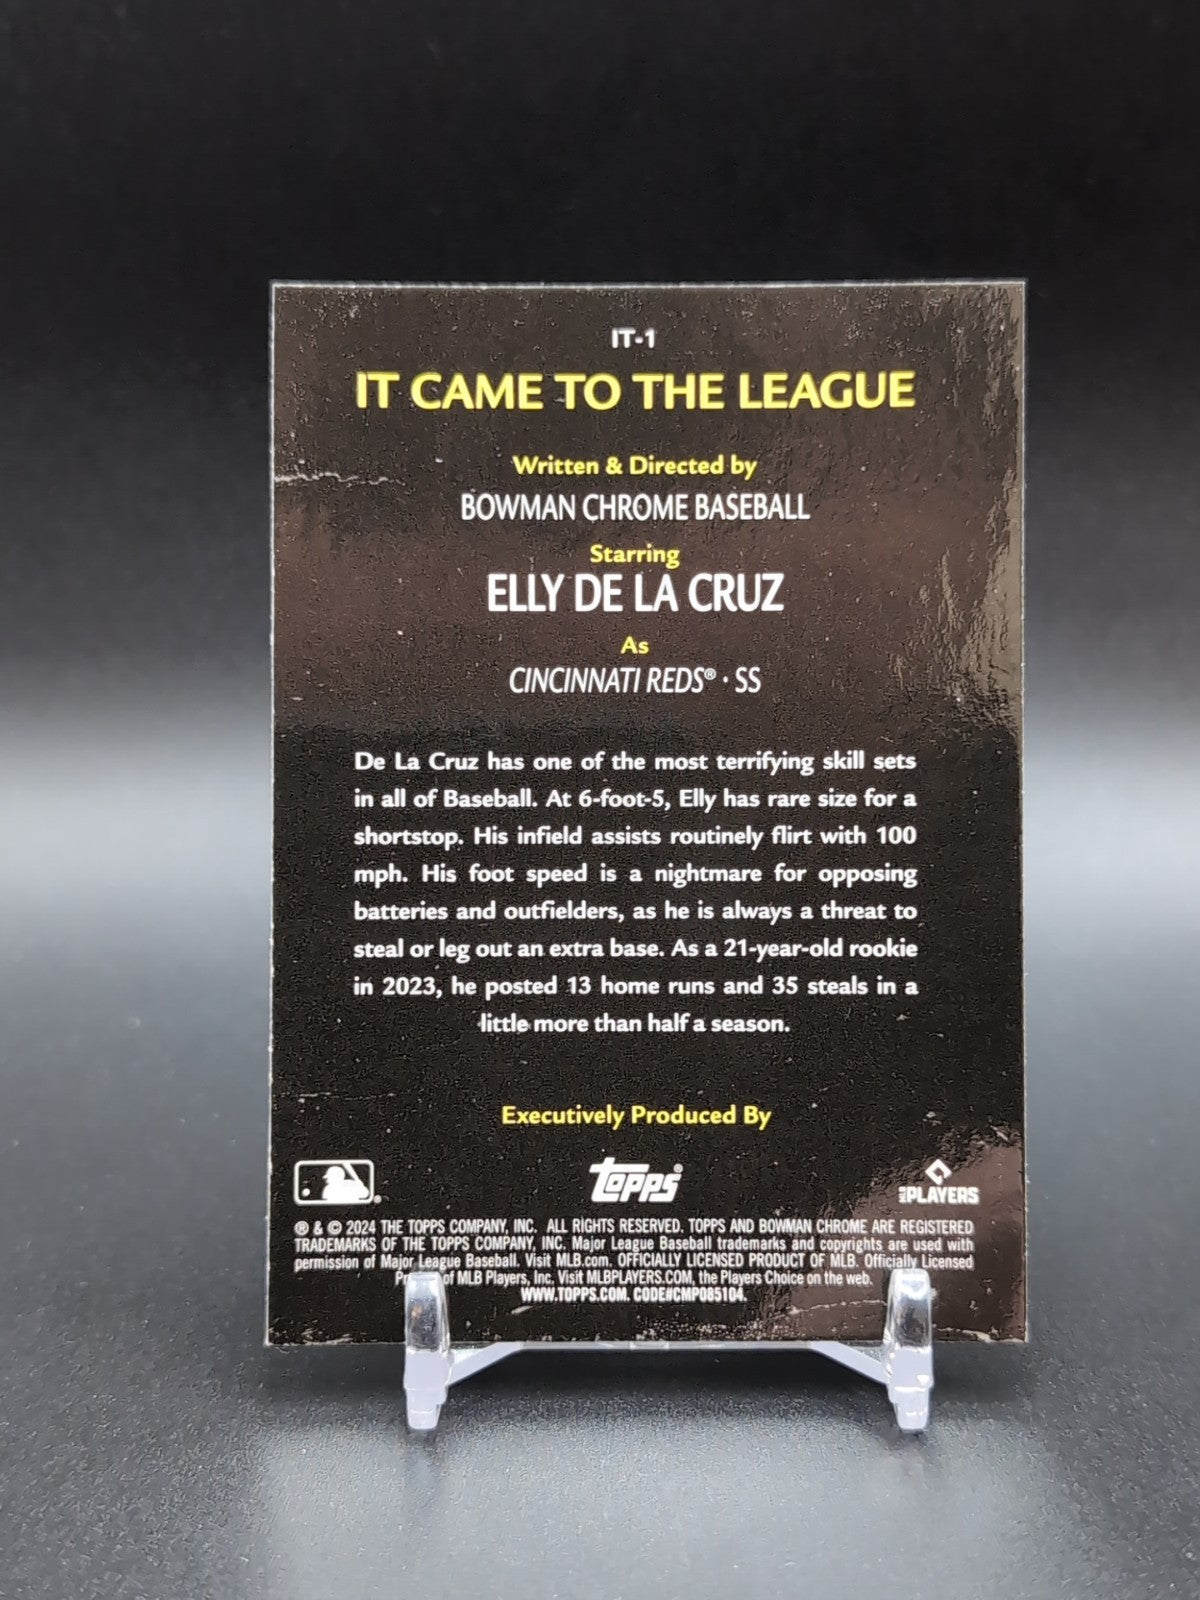 IT-1
IT CAME TO THE LEAGUE
Written & Directed by
BOWMAN CHROME BASEBALL
Starring
ELLY DE LA CRUZ
As
CINCINNATI REDS® · SS
De La Cruz has one of the most terrifying skill sets
in all of Baseball. At 6-foot-5, Elly has rare size for a
shortstop. His infield assists routinely flirt with 100
mph. His foot speed is a nightmare for opposing
batteries and outfielders, as he is always a threat to
steal or leg out an extra base. As a 21-year-old rookie
in 2023, he posted 13 home runs and 35 steals in a
little more than half a season.
Executively Produced By
topps®
MLB PLAYERS
® & © 2024 THE TOPPS COMPANY, INC. ALL RIGHTS RESERVED. TOPPS AND BOWMAN CHROME ARE REGISTERED
TRADEMARKS OF THE TOPPS COMPANY, INC. Major League Baseball trademarks and copyrights are used with
permission of Major League Baseball. Visit MLB.com. OFFICIALLY LICENSED PRODUCT OF MLB. Officially Licensed
of MLB Players, Inc. Visit MLBPLAYERS.COM, the Players Choice on the web.
WWW.TOPPS.COM. CODE#CMP085104.